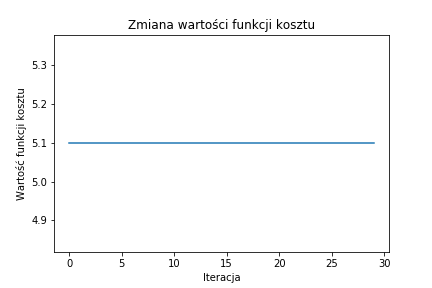 Zmiana wartości funkcji kosztu
5.3
5.2
5.1
5.0
4.9
Wartość funkcji kosztu
0 5 10 15 20 25 30
Iteracja